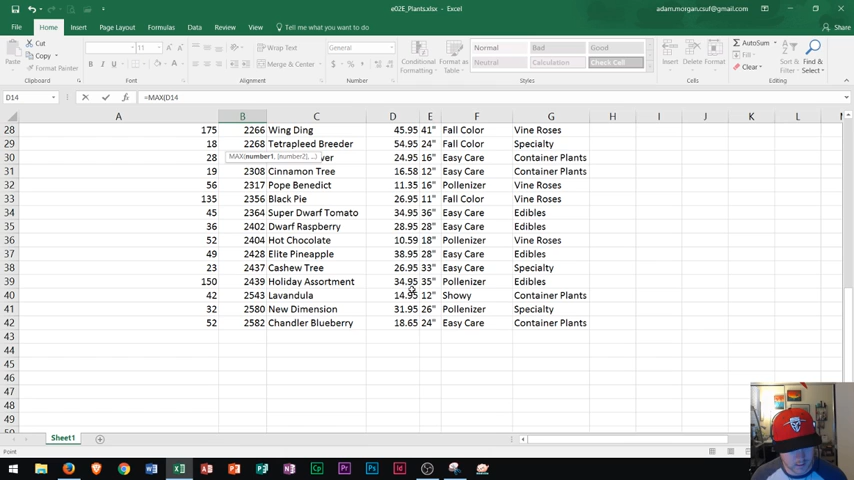 e02E_Plants.xlsx - Excel
adam.morgan.csuf@gmail.com
File Home Insert Page Layout Formulas Data Review View Tell me what you want to do Share
Paste Cut Copy Format Painter
Clipboard
11
B I U
Font
Wrap Text
Merge & Center
Alignment
General
$ % ,
Number
Conditional Formatting Format as Table
Normal Bad Good
Neutral Calculation Check Cell
Styles
Insert Delete Format
Cells
AutoSum
Clear
Sort & Filter Find & Select
Editing
D14 =MAX(D14
A B C D E F G H I J K L
28 175 2266 Wing Ding 45.95 41" Fall Color Vine Roses
29 18 2268 Tetrapleed Breeder 54.95 24" Fall Color Specialty
MAX(number1, [number2], ...)
30 28 24.95 16" Easy Care Container Plants
31 19 2308 Cinnamon Tree 16.58 12" Easy Care Container Plants
32 56 2317 Pope Benedict 11.35 16" Pollenizer Vine Roses
33 135 2356 Black Pie 26.95 11" Fall Color Vine Roses
34 45 2364 Super Dwarf Tomato 34.95 36" Easy Care Edibles
35 36 2402 Dwarf Raspberry 28.95 28" Easy Care Edibles
36 52 2404 Hot Chocolate 10.59 18" Pollenizer Vine Roses
37 49 2428 Elite Pineapple 38.95 28" Easy Care Edibles
38 23 2437 Cashew Tree 26.95 33" Easy Care Specialty
39 150 2439 Holiday Assortment 34.95 35" Pollenizer Edibles
40 42 2543 Lavandula 14.95 12" Showy Container Plants
41 32 2580 New Dimension 31.95 26" Pollenizer Specialty
42 52 2582 Chandler Blueberry 18.65 24" Easy Care Container Plants
43
44
45
46
47
48
49
50
Sheet1
Point